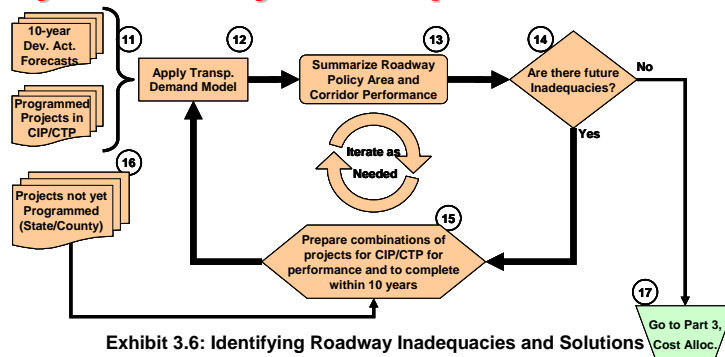 10-year
Dev. Act.
Forecasts
11
Programmed
Projects in
CIP/CTP
12
Apply Transp.
Demand Model
13
Summarize Roadway
Policy Area and
Corridor Performance
14
Are there future
Inadequacies?
No
Yes
Iterate as
Needed
16
Projects not yet
Programmed
(State/County)
15
Prepare combinations of
projects for CIP/CTP for
performance and to complete
within 10 years
17
Go to Part 3,
Cost Alloc.
Exhibit 3.6: Identifying Roadway Inadequacies and Solutions